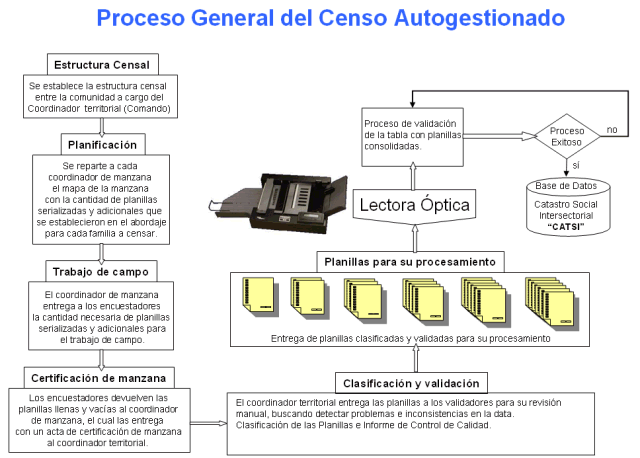 Proceso General del Censo Autogestionado
Estructura Censal
Se establece la estructura censal
entre la comunidad a cargo del
Coordinador territorial (Comando)
Planificación
Se reparte a cada
coordinador de manzana
el mapa de la manzana
con la cantidad de planillas
serializadas y adicionales que
se establecieron en el abordaje
para cada familia a censar.
Trabajo de campo
El coordinador de manzana
entrega a los encuestadores
la cantidad necesaria de planillas
serializadas y adicionales para
el trabajo de campo.
Certificación de manzana
Los encuestadores devuelven las
planillas llenas y vacías al coordinador
de manzana, el cual las entrega
con un acta de certificación de manzana
al coordinador territorial.
Clasificación y validación
El coordinador territorial entrega las planillas a los validadores para su revisión
manual, buscando detectar problemas e inconsistencias en la data.
Clasificación de las Planillas e Informe de Control de Calidad.
Planillas para su procesamiento
Entrega de planillas clasificadas y validadas para su procesamiento
Lectora Óptica
Proceso de validación
de la tabla con planillas
consolidadas.
Proceso
Exitoso
no
sí
Base de Datos
Catastro Social
Intersectorial
“CATSI”